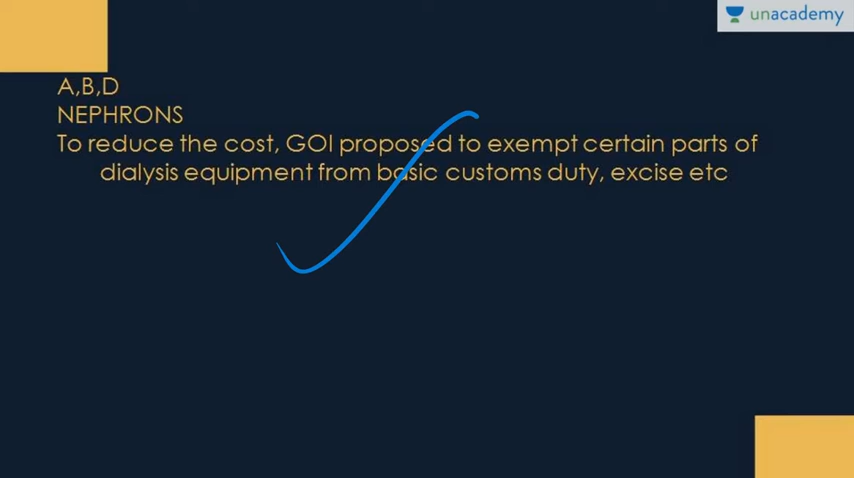 unacademy
A,B,D
NEPHRONS
To reduce the cost, GOI proposed to exempt certain parts of
dialysis equipment from basic customs duty, excise etc